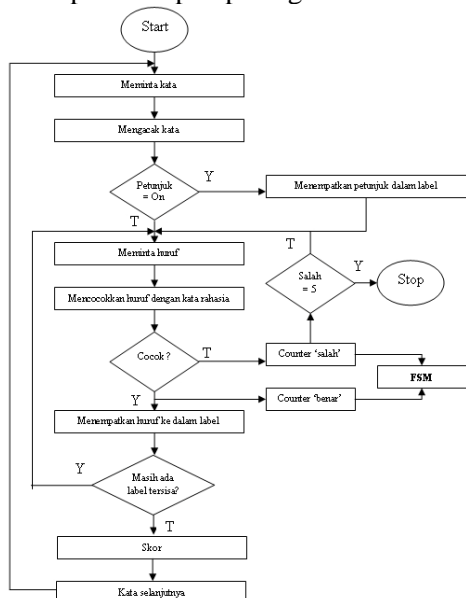 Start
Meminta kata
Mengacak kata
Petunjuk
= On
Y
Menempatkan petunjuk dalam label
T
T
Meminta huruf
Salah
= 5
Y
Stop
Mencocokkan huruf dengan kata rahasia
Cocok ?
T
Counter ‘salah’
FSM
Y
Counter ‘benar’
Menempatkan huruf ke dalam label
Y
Masih ada
label tersisa?
T
Skor
Kata selanjutnya